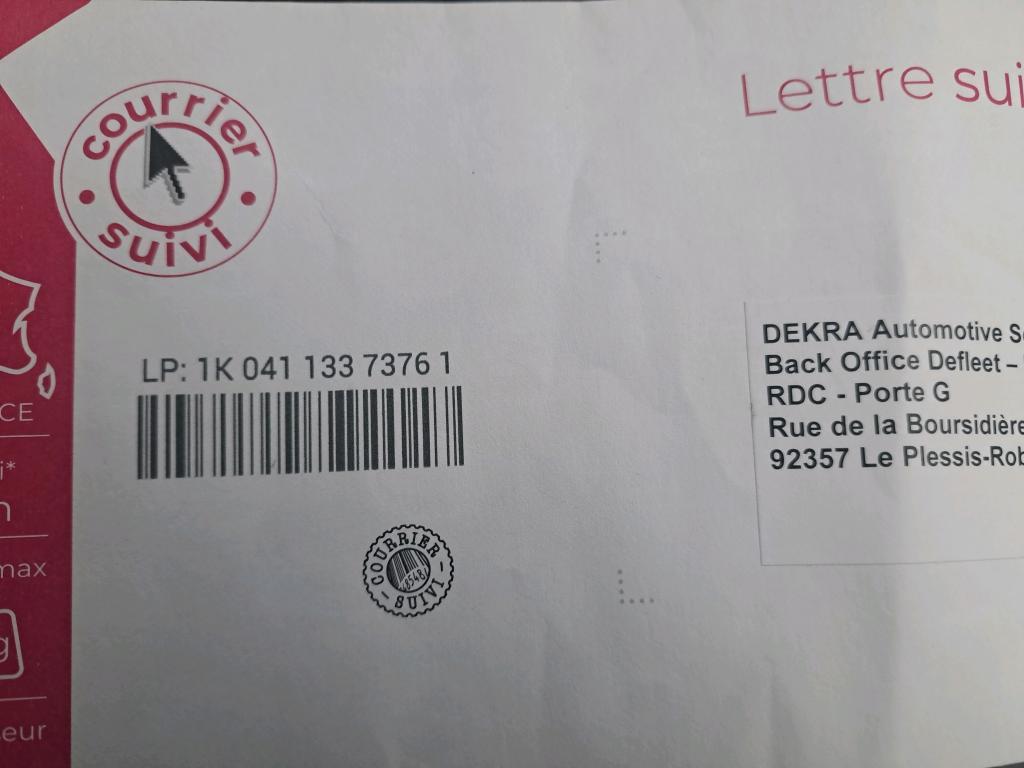 courrier
suivi
Lettre sui
LP: 1K 041 133 7376 1
DEKRA Automotive S
Back Office Defleet –
RDC - Porte G
Rue de la Boursidière
92357 Le Plessis-Rob
COURRIER
SUIVI
CE
i*
n
max
g
eur